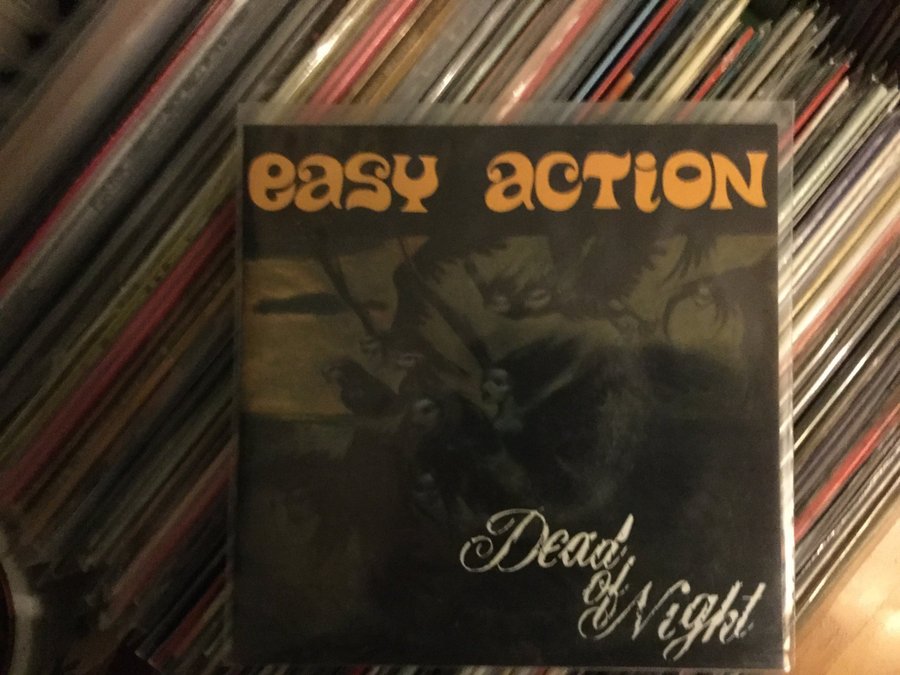 easy action
Dead
of
Night